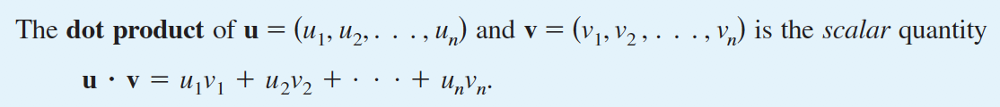 The dot product of u = (u₁, u₂, . . . , uₙ) and v = (v₁, v₂, . . . , vₙ) is the scalar quantity
u · v = u₁v₁ + u₂v₂ + · · · + uₙvₙ.